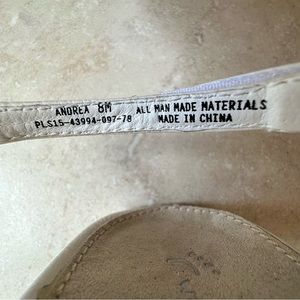 ANDREA 8M ALL MAN MADE MATERIALS
PLS15-43994-097-78 MADE IN CHINA